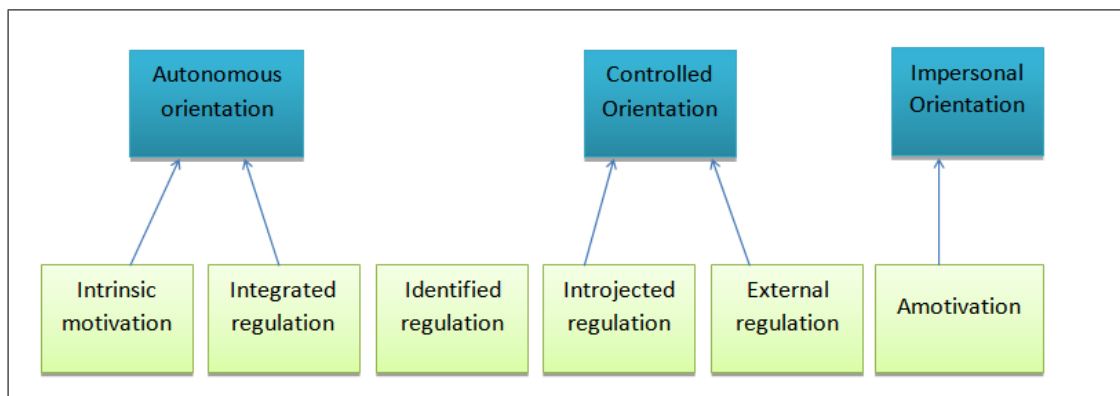 Autonomous
orientation
Controlled
Orientation
Impersonal
Orientation
Intrinsic
motivation
Integrated
regulation
Identified
regulation
Introjected
regulation
External
regulation
Amotivation